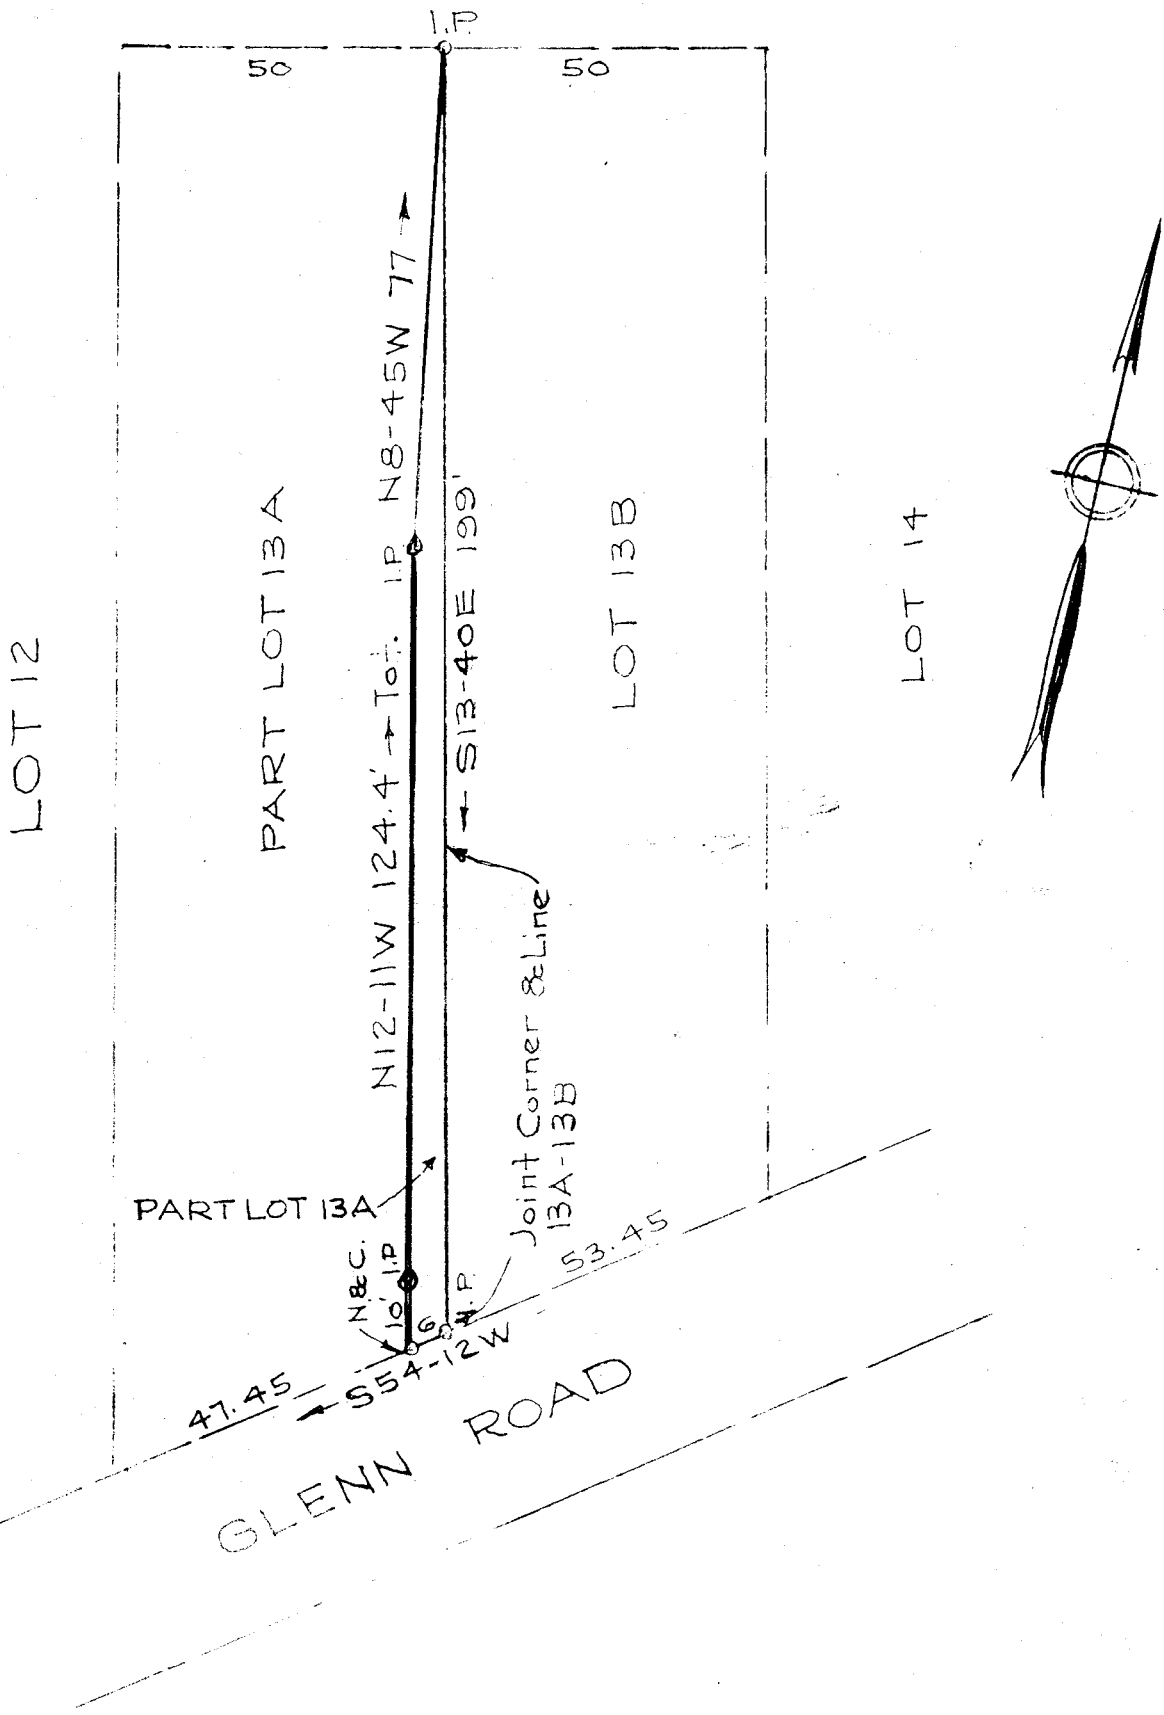 I.P.
50
50
N8-45W 77
LOT 12
PART LOT 13A
N12-11W 124.4' Tot. I.P.
S13-40E 199'
LOT 13B
LOT 14
Joint Corner & Line
13A-13B
PART LOT 13A
N&C.
10'
I.P.
6
53.45
47.45
S54-12W
GLENN ROAD